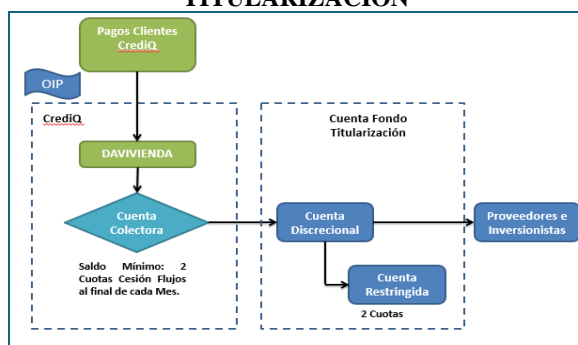 TITULARIZACIÓN
Pagos Clientes
CrediQ
OIP
CrediQ
DAVIVIENDA
Cuenta
Colectora
Saldo Mínimo: 2
Cuotas Cesión Flujos
al final de cada Mes.
Cuenta Fondo
Titularización
Cuenta
Discrecional
Cuenta
Restringida
2 Cuotas
Proveedores e
Inversionistas